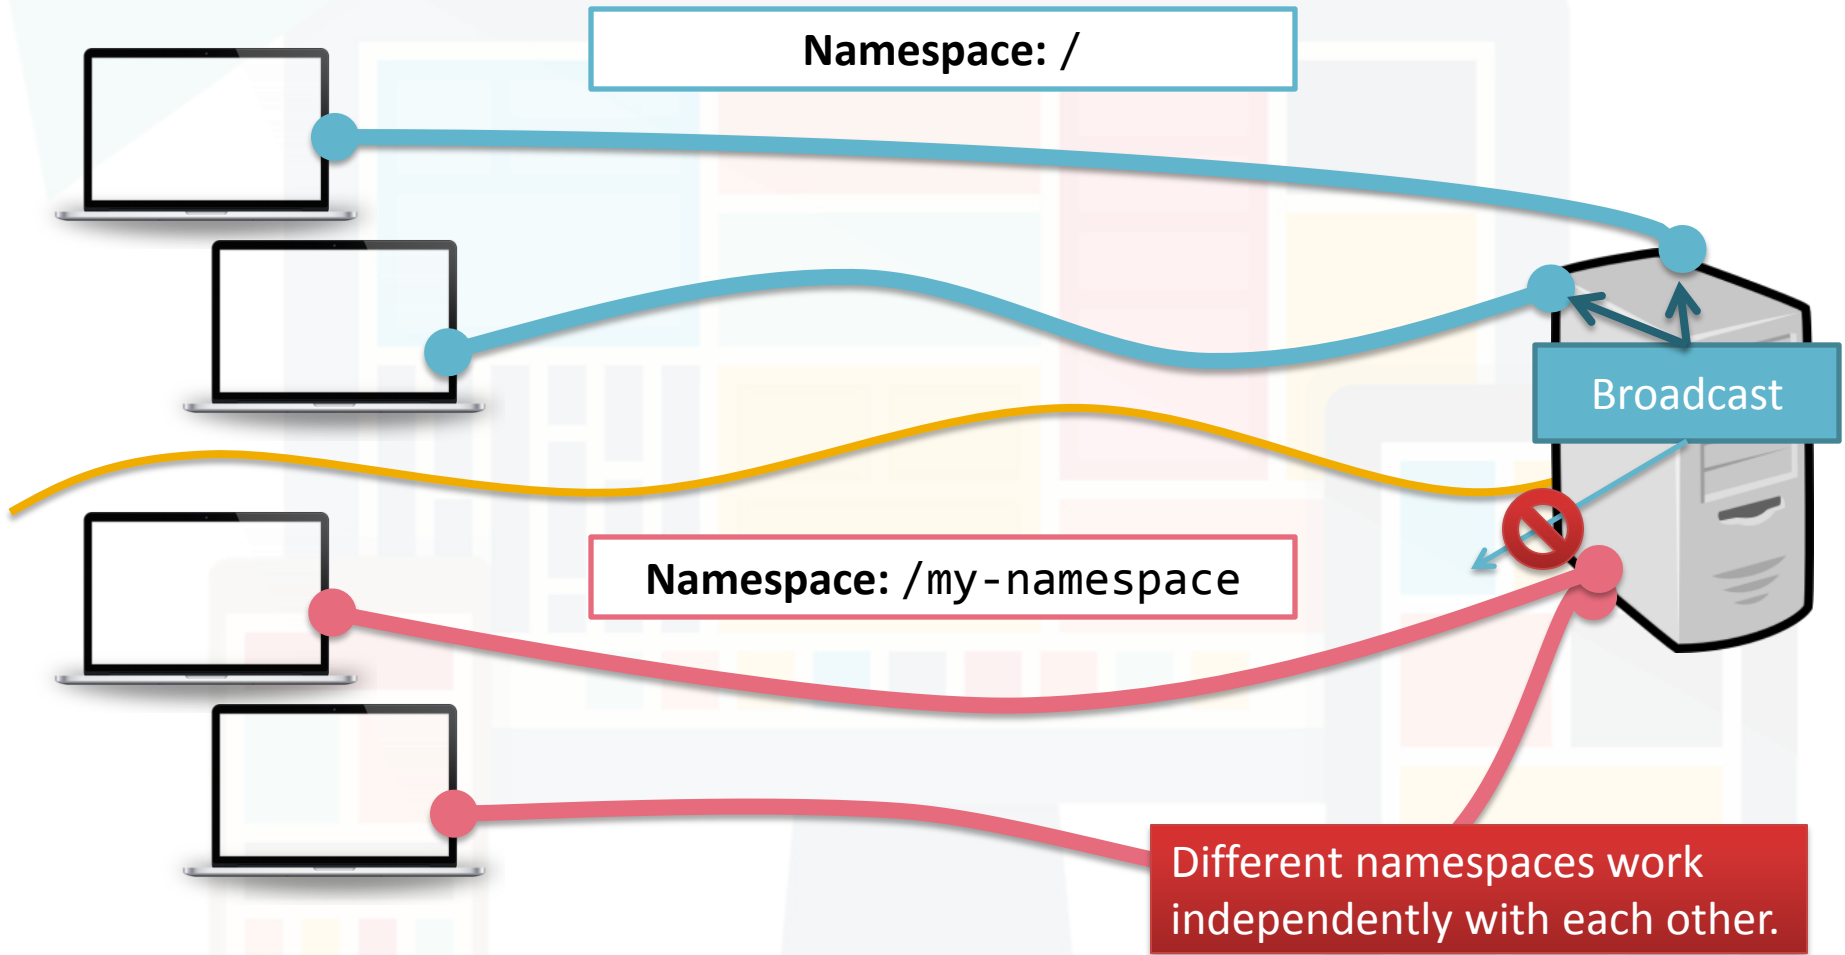 Namespace: /
Broadcast
Namespace: /my-namespace
Different namespaces work
independently with each other.